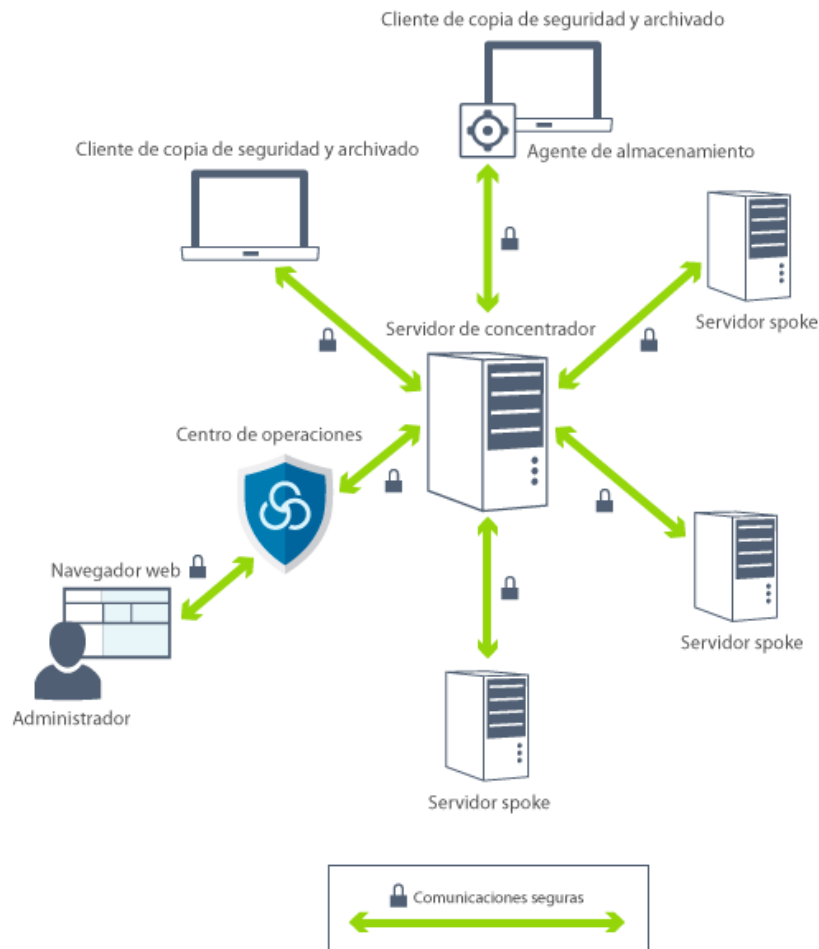 Cliente de copia de seguridad y archivado
Cliente de copia de seguridad y archivado
Agente de almacenamiento
Servidor spoke
Servidor de concentrador
Centro de operaciones
Navegador web
Servidor spoke
Administrador
Servidor spoke
Comunicaciones seguras